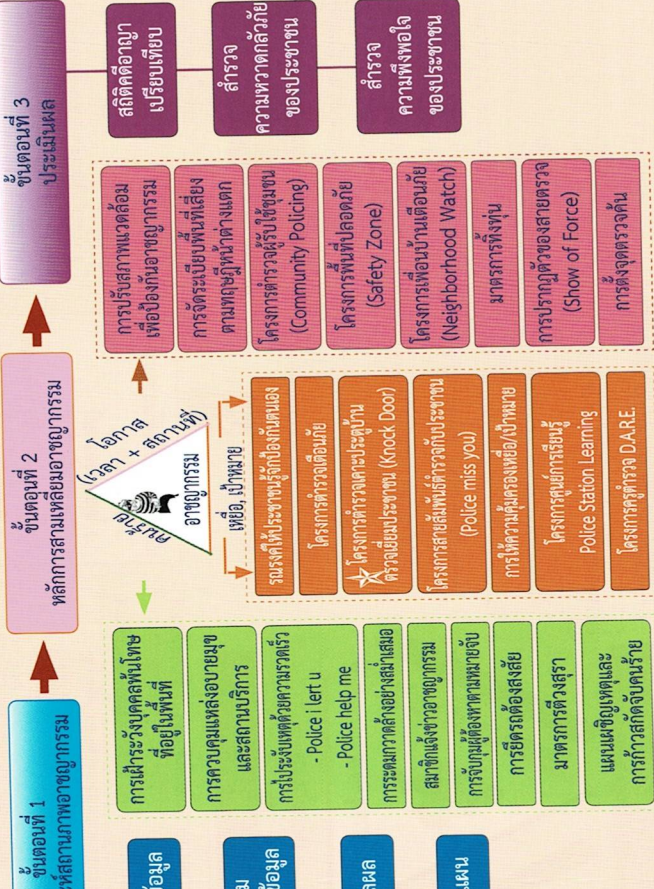 ขั้นตอนที่ 1
ห์สถานภาพอาชญากรรม
ข้อมูล
ข้อมูล
ผล
แผน
ขั้นตอนที่ 2
หลักการสามเหลี่ยมอาชญากรรม
คนร้าย
โอกาส
(เวลา + สถานที่)
อาชญากรรม
เหยื่อ, เป้าหมาย
การเฝ้าระวังบุคคลพ้นโทษ
ที่อยู่ในพื้นที่
การควบคุมแหล่งอบายมุข
และสถานบริการ
การไประงับเหตุด้วยความรวดเร็ว
- Police i lert u
- Police help me
การระดมกวาดล้างอย่างสม่ำเสมอ
สมาชิกแจ้งข่าวอาชญากรรม
การจับกุมผู้ต้องหาตามหมายจับ
การยึดรถต้องสงสัย
มาตรการตีวงสุรา
แผนเผชิญเหตุและ
การก้าวสกัดจับคนร้าย
รณรงค์ให้ประชาชนรู้จักป้องกันตนเอง
โครงการตำรวจเตือนภัย
โครงการตำรวจเคาะประตูบ้าน
ตรวจเยี่ยมประชาชน (Knock Door)
โครงการสายสัมพันธ์ตำรวจกับประชาชน
(Police miss you)
การให้ความคุ้มครองเหยื่อ/เป้าหมาย
โครงการศูนย์การเรียนรู้
Police Station Learning
โครงการครูตำรวจ D.A.R.E.
การปรับสภาพแวดล้อม
เพื่อป้องกันอาชญากรรม
การจัดระเบียบพื้นที่เสี่ยง
ตามทฤษฎีหน้าต่างแตก
โครงการตำรวจผู้รับใช้ชุมชน
(Community Policing)
โครงการพื้นที่ปลอดภัย
(Safety Zone)
โครงการเพื่อนบ้านเตือนภัย
(Neighborhood Watch)
มาตรการทิ้งทุ่น
การปรากฏตัวของสายตรวจ
(Show of Force)
การตั้งจุดตรวจค้น
ขั้นตอนที่ 3
ประเมินผล
สถิติคดีอาญา
เปรียบเทียบ
สำรวจ
ความหวาดกลัวภัย
ของประชาชน
สำรวจ
ความพึงพอใจ
ของประชาชน